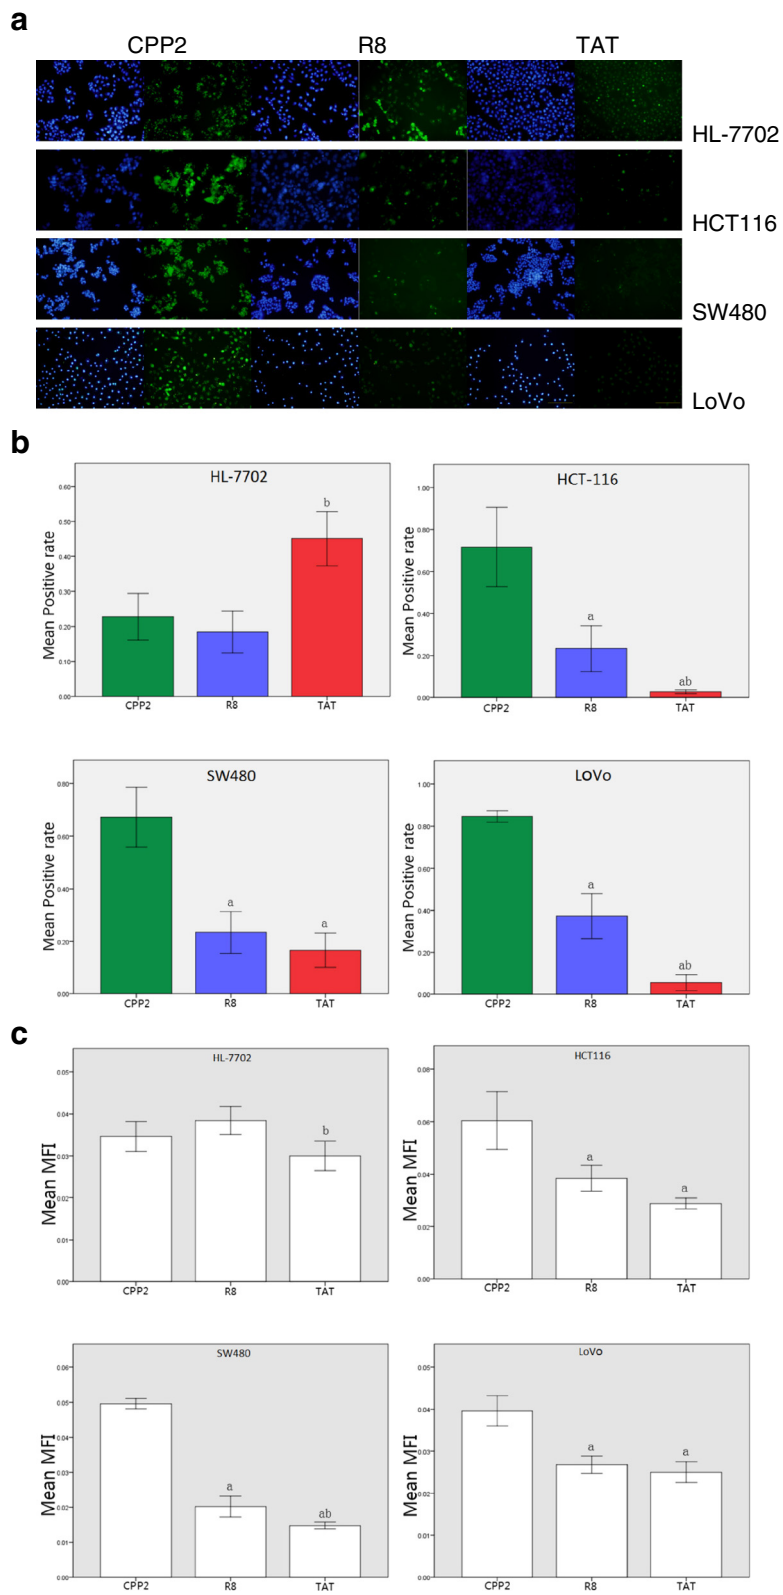 a
CPP2 R8 TAT
HL-7702
HCT116
SW480
LoVo
b
HL-7702
Mean Positive rate
0.60
0.50
0.40
0.30
0.20
0.10
0.00
b
CPP2 R8 TAT
HCT-116
Mean Positive rate
1.00
0.80
0.60
0.40
0.20
0.00
a
ab
CPP2 R8 TAT
SW480
Mean Positive rate
0.80
0.60
0.40
0.20
0.00
a
a
CPP2 R8 TAT
LOVO
Mean Positive rate
1.00
0.80
0.60
0.40
0.20
0.00
a
ab
CPP2 R8 TAT
c
HL-7702
Mean MFI
0.05
0.04
0.03
0.02
0.01
0.00
b
CPP2 R8 TAT
HCT116
Mean MFI
0.08
0.06
0.04
0.02
0.00
a
a
CPP2 R8 TAT
SW480
Mean MFI
0.06
0.05
0.04
0.03
0.02
0.01
0.00
a
ab
CPP2 R8 TAT
LoVo
Mean MFI
0.05
0.04
0.03
0.02
0.01
0.00
a
a
CPP2 R8 TAT